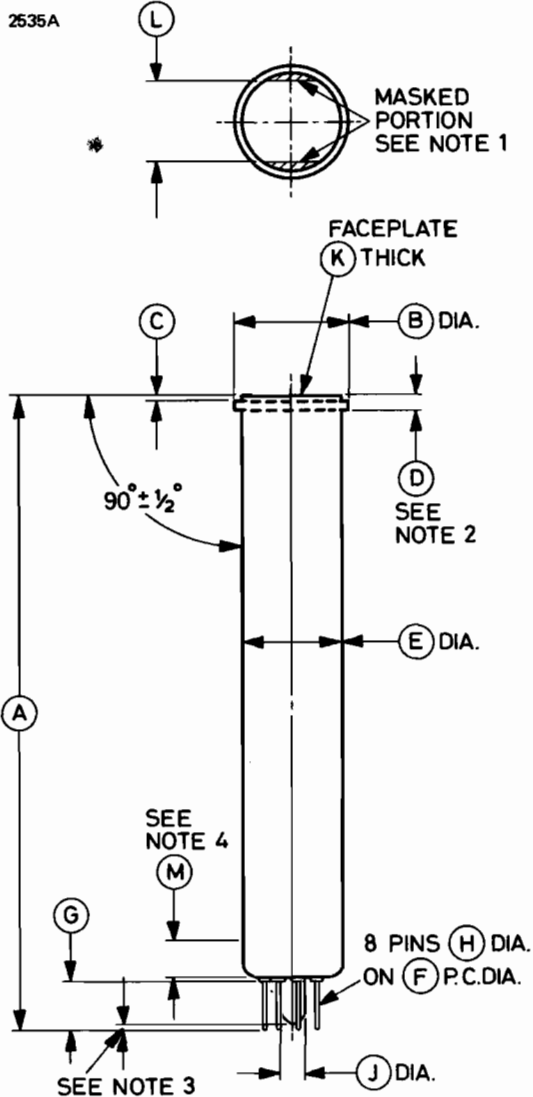 2535A
L
MASKED
PORTION
SEE NOTE 1
FACEPLATE
K THICK
C
B DIA.
D
SEE
NOTE 2
90° ± ½°
E DIA.
A
SEE
NOTE 4
M
G
8 PINS H DIA.
ON F P.C.DIA.
SEE NOTE 3
J DIA.